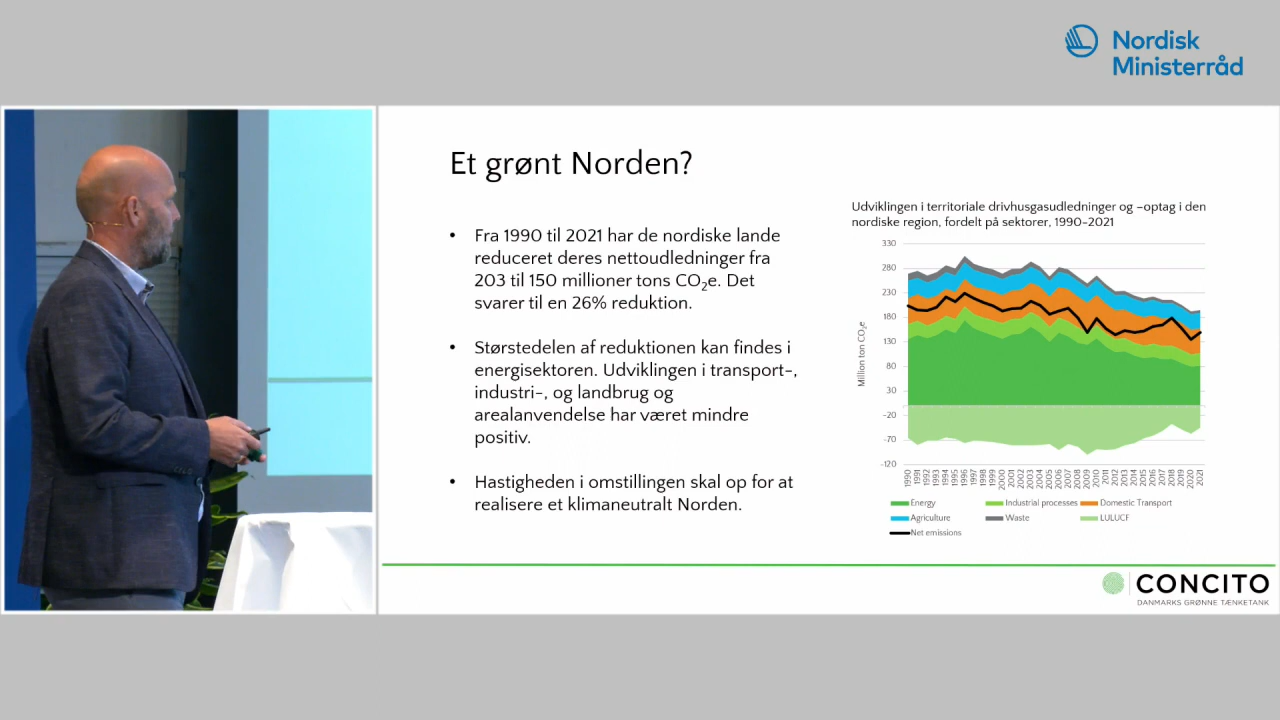 Nordisk
Ministerråd
Et grønt Norden?
• Fra 1990 til 2021 har de nordiske lande
reduceret deres nettoudledninger fra
203 til 150 millioner tons CO₂e. Det
svarer til en 26% reduktion.
• Størstedelen af reduktionen kan findes i
energisektoren. Udviklingen i transport-,
industri-, og landbrug og
arealanvendelse har været mindre
positiv.
• Hastigheden i omstillingen skal op for at
realisere et klimaneutralt Norden.
Udviklingen i territoriale drivhusgasudledninger og –optag i den
nordiske region, fordelt på sektorer, 1990-2021
Million ton CO₂e
330
280
230
180
130
80
30
-20
-70
-120
1990 1991 1992 1993 1994 1995 1996 1997 1998 1999 2000 2001 2002 2003 2004 2005 2006 2007 2008 2009 2010 2011 2012 2013 2014 2015 2016 2017 2018 2019 2020 2021
Energy Industrial processes Domestic Transport
Agriculture Waste LULUCF
Net emissions
CONCITO
DANMARKS GRØNNE TÆNKETANK